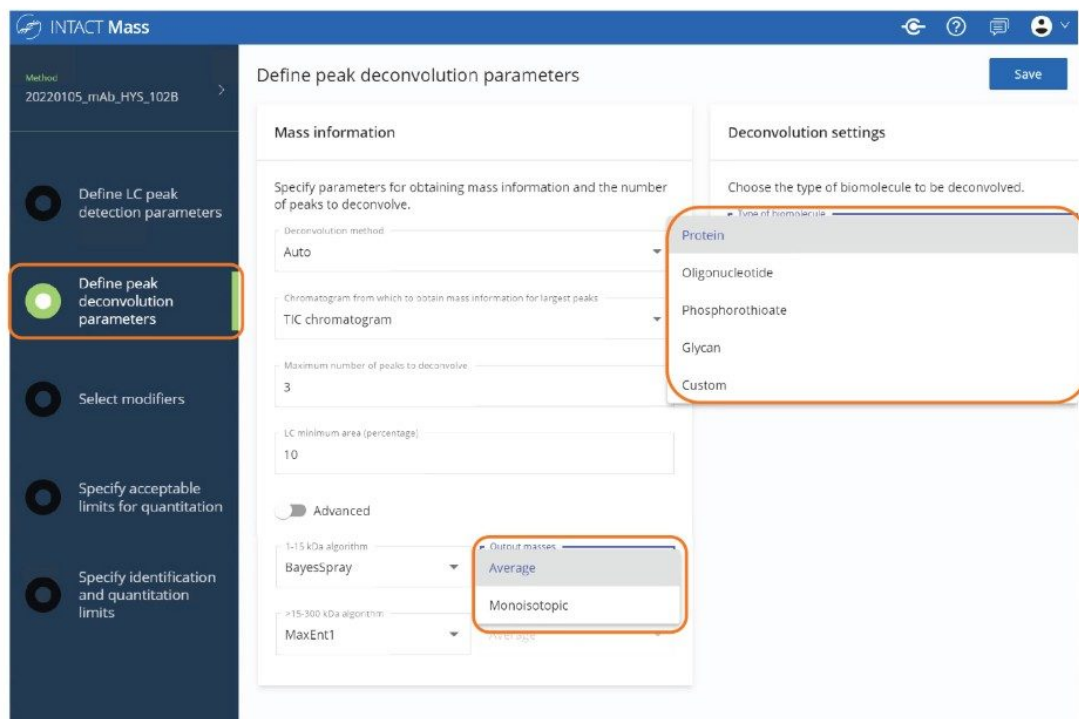 INTACT Mass
Method
20220105_mAb_HYS_102B
Define LC peak
detection parameters
Define peak
deconvolution
parameters
Select modifiers
Specify acceptable
limits for quantitation
Specify identification
and quantitation
limits
Define peak deconvolution parameters
Save
Mass information
Specify parameters for obtaining mass information and the number
of peaks to deconvolve.
Deconvolution method
Auto
Chromatogram from which to obtain mass information for largest peaks
TIC chromatogram
Maximum number of peaks to deconvolve
3
LC minimum area (percentage)
10
Advanced
1-15 kDa algorithm
BayesSpray
Output masses
Average
Monoisotopic
>15-300 kDa algorithm
MaxEnt1
Average
Deconvolution settings
Choose the type of biomolecule to be deconvolved.
Type of biomolecule
Protein
Oligonucleotide
Phosphorothioate
Glycan
Custom